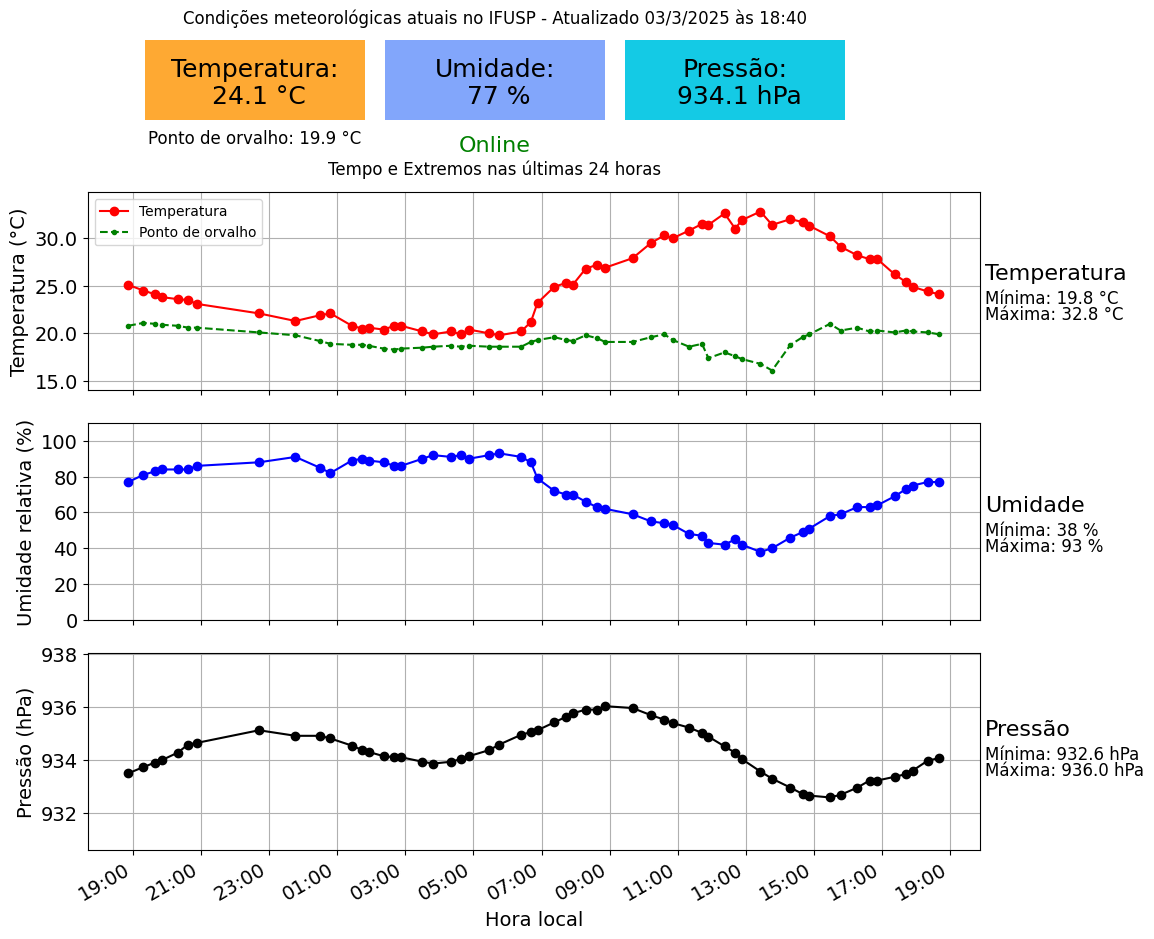 Condições meteorológicas atuais no IFUSP - Atualizado 03/3/2025 às 18:40
Temperatura:
24.1 °C
Umidade:
77 %
Pressão:
934.1 hPa
Ponto de orvalho: 19.9 °C
Online
Tempo e Extremos nas últimas 24 horas
Temperatura (°C)
30.0
25.0
20.0
15.0
Temperatura
Ponto de orvalho
Temperatura
Mínima: 19.8 °C
Máxima: 32.8 °C
Umidade relativa (%)
100
80
60
40
20
0
Umidade
Mínima: 38 %
Máxima: 93 %
Pressão (hPa)
938
936
934
932
Pressão
Mínima: 932.6 hPa
Máxima: 936.0 hPa
19:00 21:00 23:00 01:00 03:00 05:00 07:00 09:00 11:00 13:00 15:00 17:00 19:00
Hora local